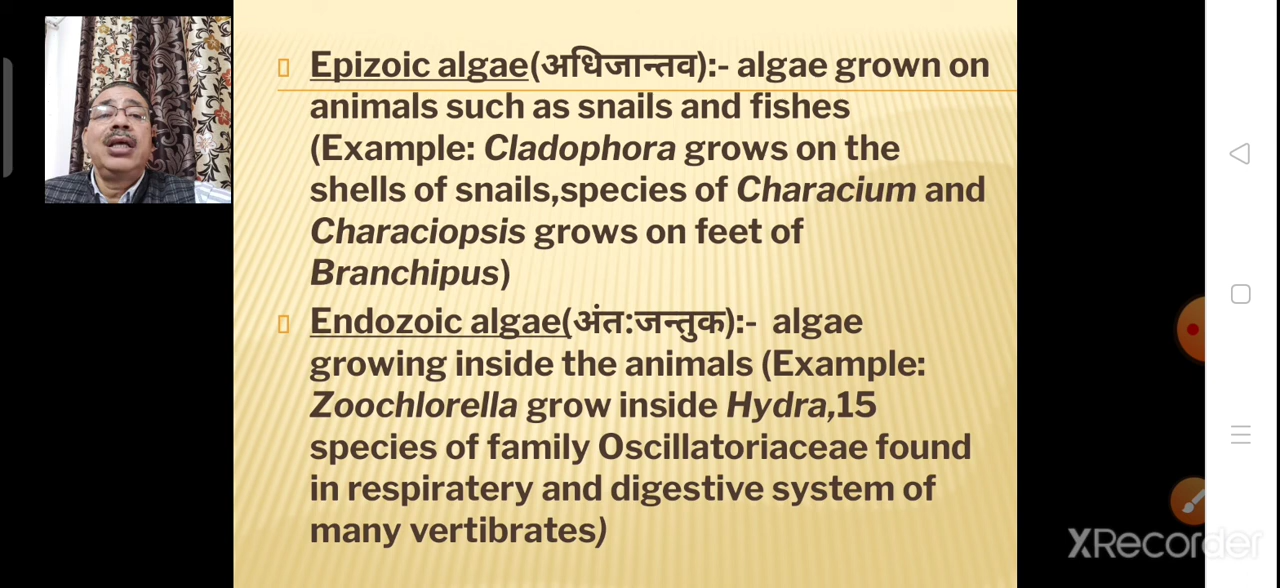 Epizoic algae(अधिजान्तव):- algae grown on
animals such as snails and fishes
(Example: Cladophora grows on the
shells of snails,species of Characium and
Characiopsis grows on feet of
Branchipus)
Endozoic algae(अंत:जन्तुक):- algae
growing inside the animals (Example:
Zoochlorella grow inside Hydra,15
species of family Oscillatoriaceae found
in respiratery and digestive system of
many vertibrates)
XRecorder